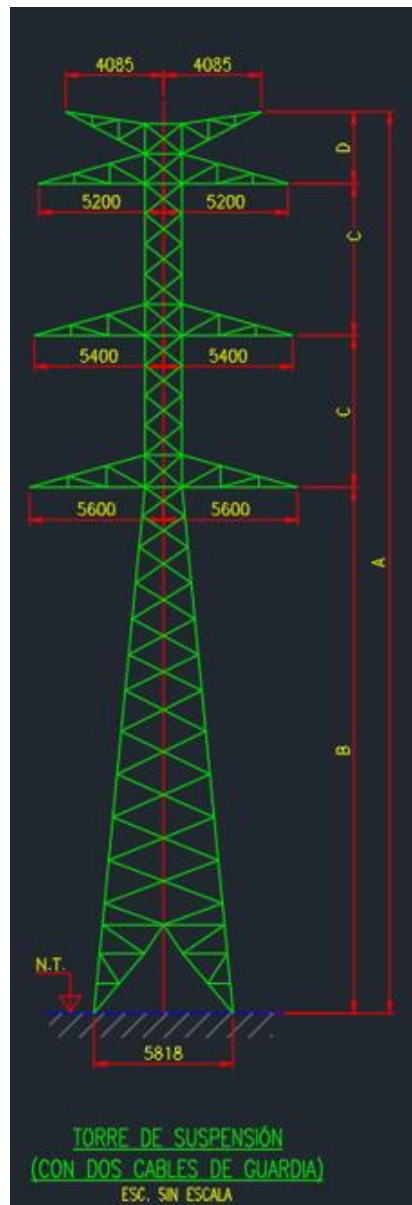 4085 4085
D
5200 5200
C
5400 5400
C
5600 5600
A
B
N.T.
5818
TORRE DE SUSPENSIÓN
(CON DOS CABLES DE GUARDIA)
ESC. SIN ESCALA